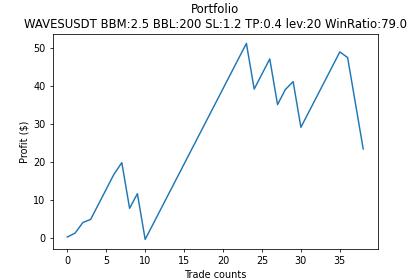 Portfolio
WAVESUSDT BBM:2.5 BBL:200 SL:1.2 TP:0.4 lev:20 WinRatio:79.0
Profit ($)
50
40
30
20
10
0
0 5 10 15 20 25 30 35
Trade counts